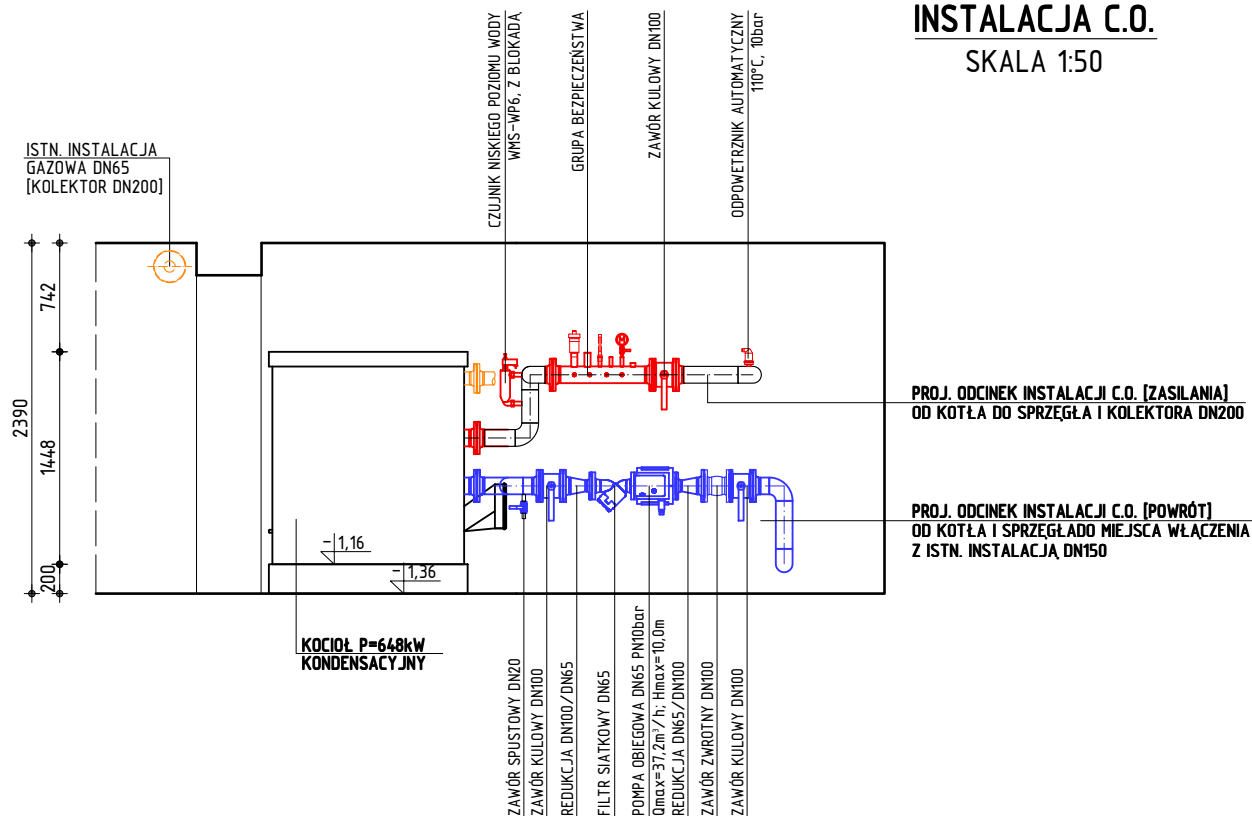 INSTALACJA C.O.
SKALA 1:50
ISTN. INSTALACJA
GAZOWA DN65
[KOLEKTOR DN200]
CZUJNIK NISKIEGO POZIOMU WODY
WMS-WP6, Z BLOKADĄ
GRUPA BEZPIECZEŃSTWA
ZAWÓR KULOWY DN100
ODPOWETRZNIK AUTOMATYCZNY
110°C, 10bar
2390
742
1448
200
M
PROJ. ODCINEK INSTALACJI C.O. [ZASILANIA]
OD KOTŁA DO SPRZĘGŁA I KOLEKTORA DN200
PROJ. ODCINEK INSTALACJI C.O. [POWRÓT]
OD KOTŁA I SPRZĘGŁADO MIEJSCA WŁĄCZENIA
Z ISTN. INSTALACJĄ DN150
-1,16
-1,36
KOCIOŁ P=648kW
KONDENSACYJNY
ZAWÓR SPUSTOWY DN20
ZAWÓR KULOWY DN100
REDUKCJA DN100/DN65
FILTR SIATKOWY DN65
POMPA OBIEGOWA DN65 PN10bar
Qmax=37,2m³/h; Hmax=10,0m
REDUKCJA DN65/DN100
ZAWÓR ZWROTNY DN100
ZAWÓR KULOWY DN100